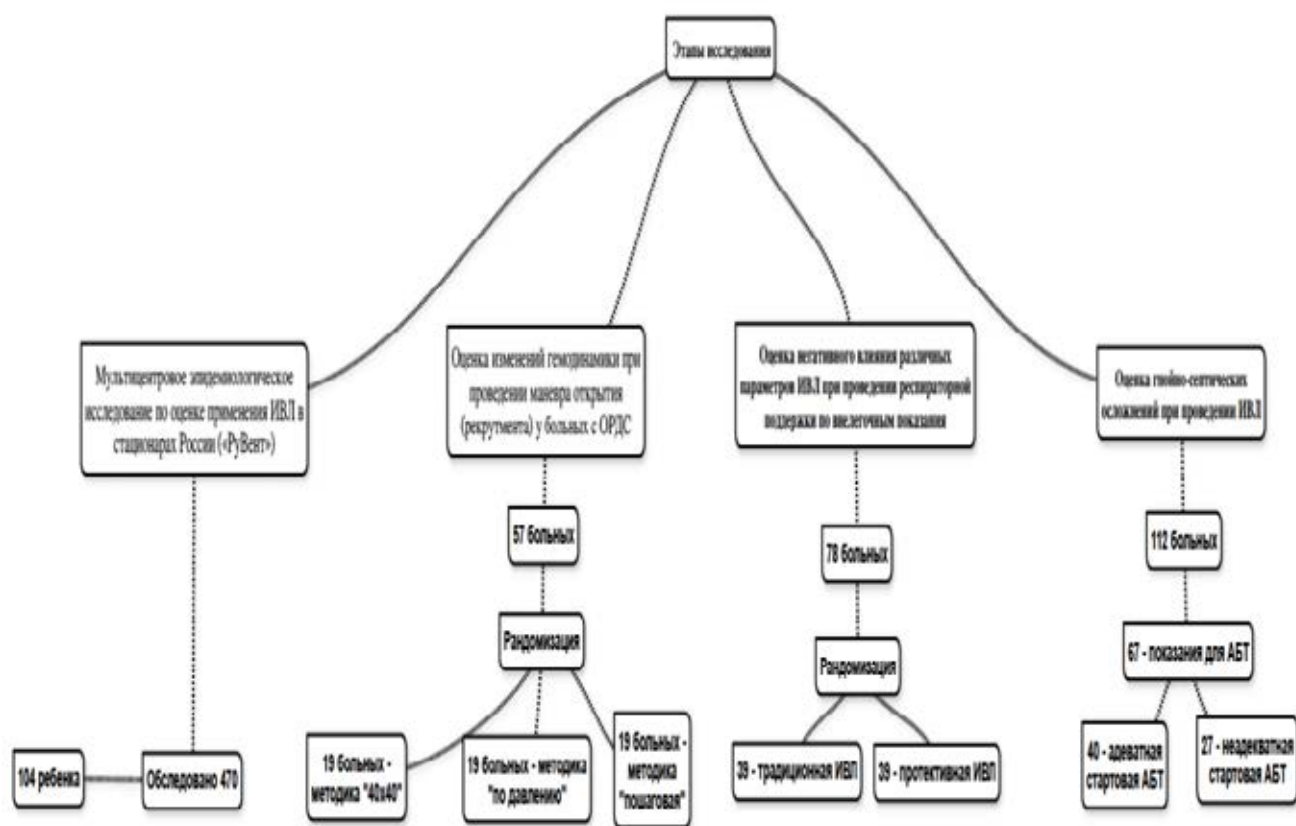 Этапы исследования
Мультицентровое эпидемиологическое
исследование по оценке применения ИВЛ в
стационарах России («РуВент»)
Обследовано 470
104 ребенка
Оценка изменений гемодинамики при
проведении маневра открытия
(рекрутмента) у больных с ОРДС
57 больных
Рандомизация
19 больных -
методика "40х40"
19 больных - методика
"по давлению"
19 больных -
методика
"пошаговая"
Оценка негативного влияния различных
параметров ИВЛ при проведении респираторной
поддержки по внелегочным показания
78 больных
Рандомизация
39 - традиционная ИВЛ
39 - протективная ИВЛ
Оценка гнойно-септических
осложнений при проведении ИВЛ
112 больных
67 - показания для АБТ
40 - адеватная
стартовая АБТ
27 - неадекватная
стартовая АБТ